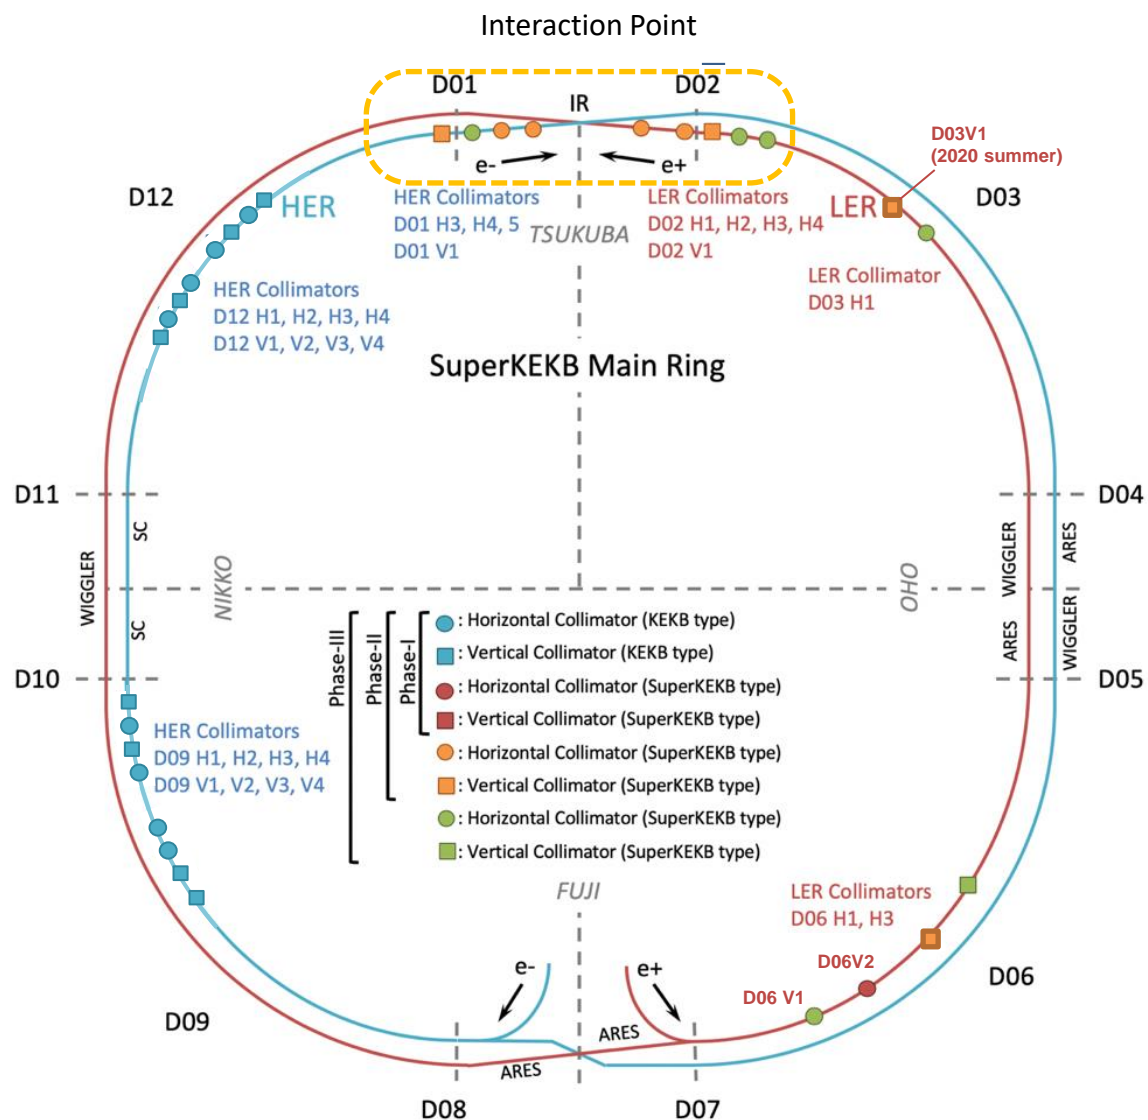 Interaction Point
D01
D02
IR
e-
e+
D12
HER
HER Collimators
D01 H3, H4, 5
D01 V1
TSUKUBA
LER Collimators
D02 H1, H2, H3, H4
D02 V1
LER
D03V1
(2020 summer)
D03
HER Collimators
D12 H1, H2, H3, H4
D12 V1, V2, V3, V4
LER Collimator
D03 H1
SuperKEKB Main Ring
D11
D04
SC
WIGGLER
ARES
WIGGLER
NIKKO
OHO
SC
ARES
WIGGLER
D10
D05
Phase-III
Phase-II
Phase-I
: Horizontal Collimator (KEKB type)
: Vertical Collimator (KEKB type)
: Horizontal Collimator (SuperKEKB type)
: Vertical Collimator (SuperKEKB type)
: Horizontal Collimator (SuperKEKB type)
: Vertical Collimator (SuperKEKB type)
: Horizontal Collimator (SuperKEKB type)
: Vertical Collimator (SuperKEKB type)
HER Collimators
D09 H1, H2, H3, H4
D09 V1, V2, V3, V4
FUJI
LER Collimators
D06 H1, H3
D06V2
D06 V1
D06
e-
e+
D09
ARES
ARES
D08
D07